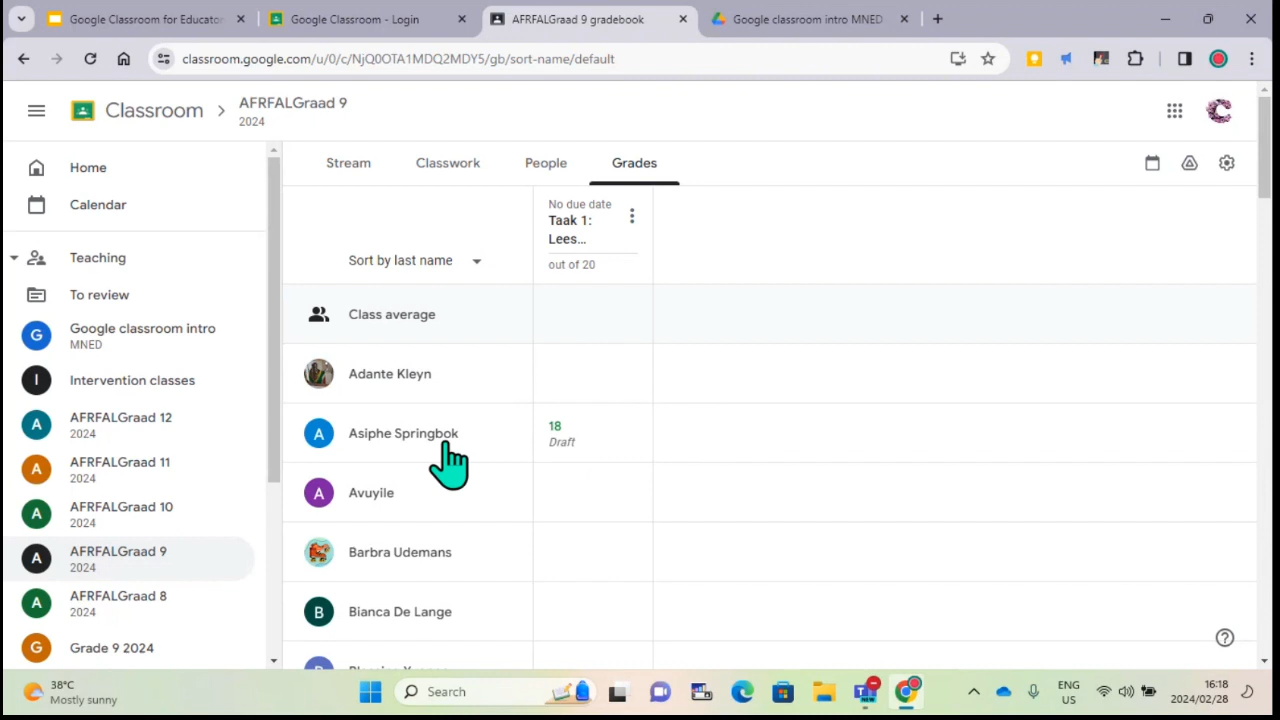 Google Classroom for Educator
Google Classroom - Login
AFRFALGraad 9 gradebook
Google classroom intro MNED
classroom.google.com/u/0/c/NjQ0OTA1MDQ2MDY5/gb/sort-name/default
Classroom
AFRFALGraad 9
2024
Home
Calendar
Teaching
To review
G
Google classroom intro
MNED
I
Intervention classes
A
AFRFALGraad 12
2024
A
AFRFALGraad 11
2024
A
AFRFALGraad 10
2024
A
AFRFALGraad 9
2024
A
AFRFALGraad 8
2024
G
Grade 9 2024
Stream
Classwork
People
Grades
No due date
Taak 1:
Lees...
out of 20
Sort by last name
Class average
Adante Kleyn
A
Asiphe Springbok
18
Draft
A
Avuyile
Barbra Udemans
B
Bianca De Lange
38°C
Mostly sunny
Search
NEW
ENG
US
16:18
2024/02/28